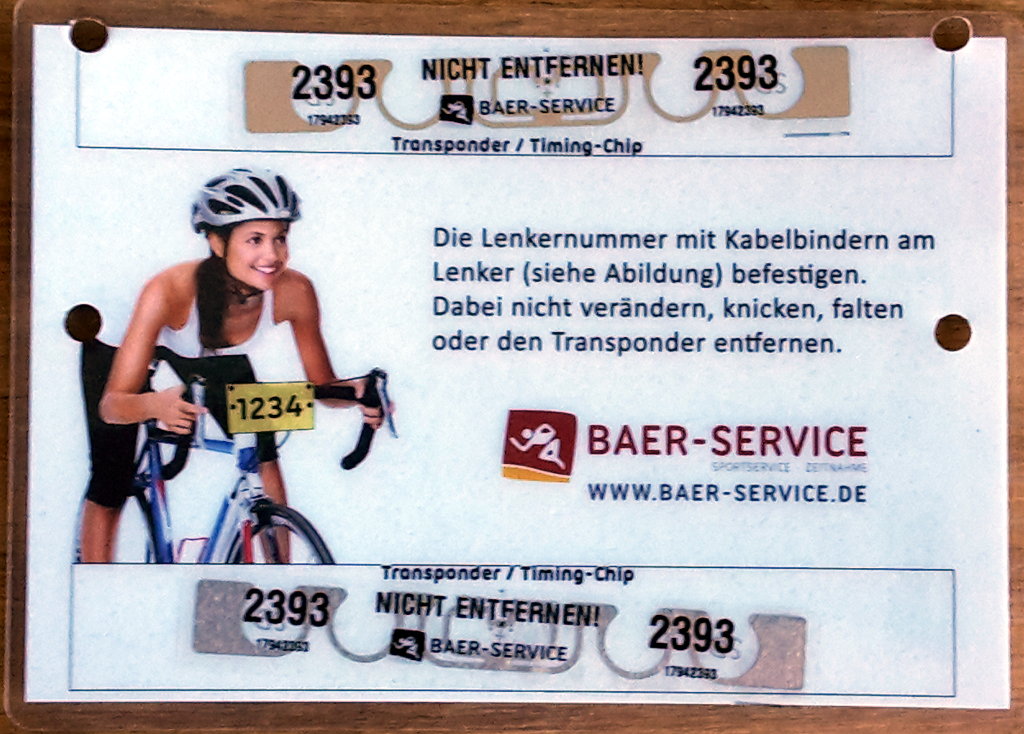 2393 NICHT ENTFERNEN! 2393
17942393 BAER-SERVICE 17942393
Transponder / Timing-Chip
Die Lenkernummer mit Kabelbindern am
Lenker (siehe Abildung) befestigen.
Dabei nicht verändern, knicken, falten
oder den Transponder entfernen.
1234
BAER-SERVICE
SPORTSERVICE ZEITNAHME
WWW.BAER-SERVICE.DE
Transponder / Timing-Chip
2393 NICHT ENTFERNEN! 2393
17942393 BAER-SERVICE 17942393